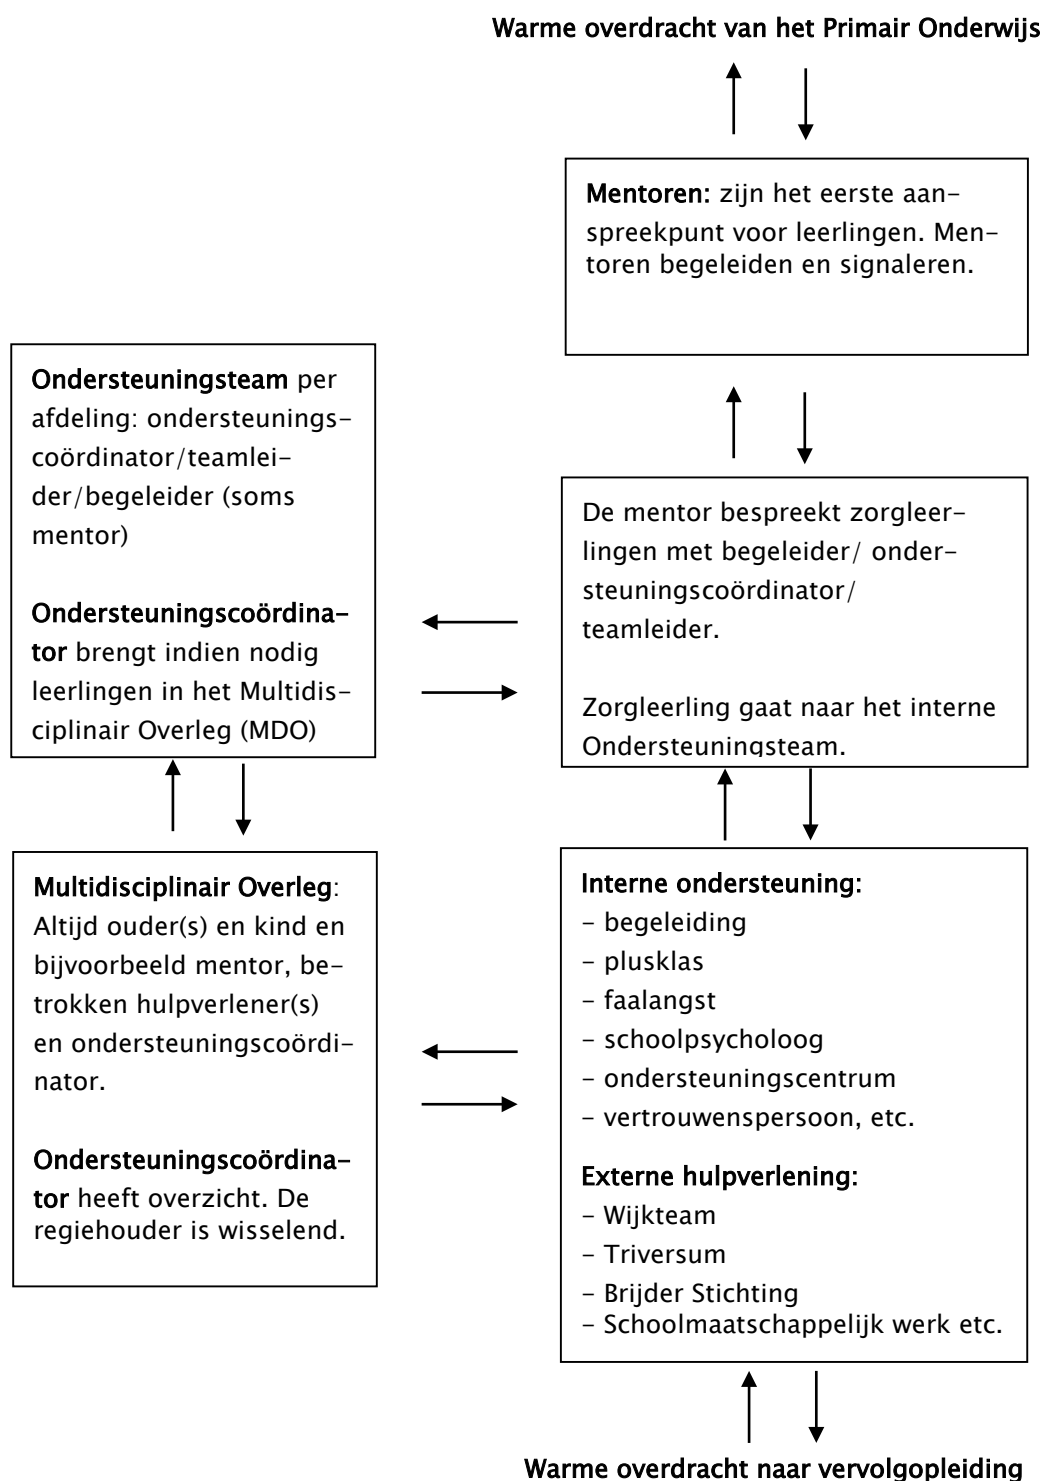 Warme overdracht van het Primair Onderwijs
Mentoren: zijn het eerste aan-
spreekpunt voor leerlingen. Men-
toren begeleiden en signaleren.
Ondersteuningsteam per
afdeling: ondersteunings-
coördinator/teamlei-
der/begeleider (soms
mentor)
Ondersteuningscoördina-
tor brengt indien nodig
leerlingen in het Multidis-
ciplinair Overleg (MDO)
De mentor bespreekt zorgleer-
lingen met begeleider/ onder-
steuningscoördinator/
teamleider.
Zorgleerling gaat naar het interne
Ondersteuningsteam.
Multidisciplinair Overleg:
Altijd ouder(s) en kind en
bijvoorbeeld mentor, be-
trokken hulpverlener(s)
en ondersteuningscoördi-
nator.
Ondersteuningscoördina-
tor heeft overzicht. De
regiehouder is wisselend.
Interne ondersteuning:
- begeleiding
- plusklas
- faalangst
- schoolpsycholoog
- ondersteuningscentrum
- vertrouwenspersoon, etc.
Externe hulpverlening:
- Wijkteam
- Triversum
- Brijder Stichting
- Schoolmaatschappelijk werk etc.
Warme overdracht naar vervolgopleiding